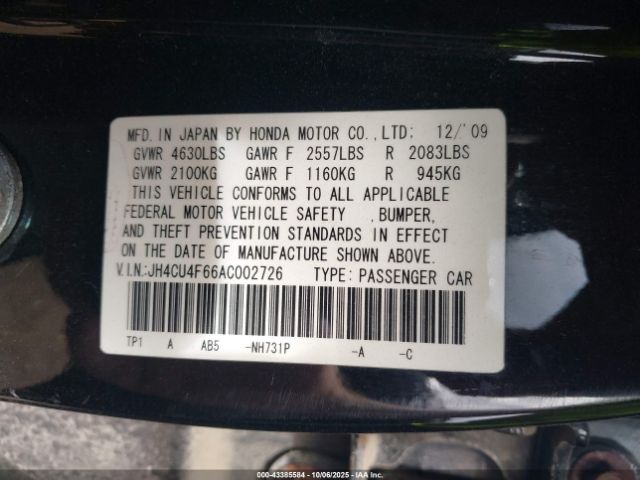 MFD. IN JAPAN BY HONDA MOTOR CO.,LTD: 12/'09
GVWR 4630LBS GAWR F 2557LBS R 2083LBS
GVWR 2100KG GAWR F 1160KG R 945KG
THIS VEHICLE CONFORMS TO ALL APPLICABLE
FEDERAL MOTOR VEHICLE SAFETY ,BUMPER,
AND THEFT PREVENTION STANDARDS IN EFFECT
ON THE DATE OF MANUFACTURE SHOWN ABOVE.
V.I.N:JH4CU4F66AC002726 TYPE: PASSENGER CAR
TP1 A AB5 -NH731P -A -C
000-43385584 | 10/06/2025 | IAAI.COM